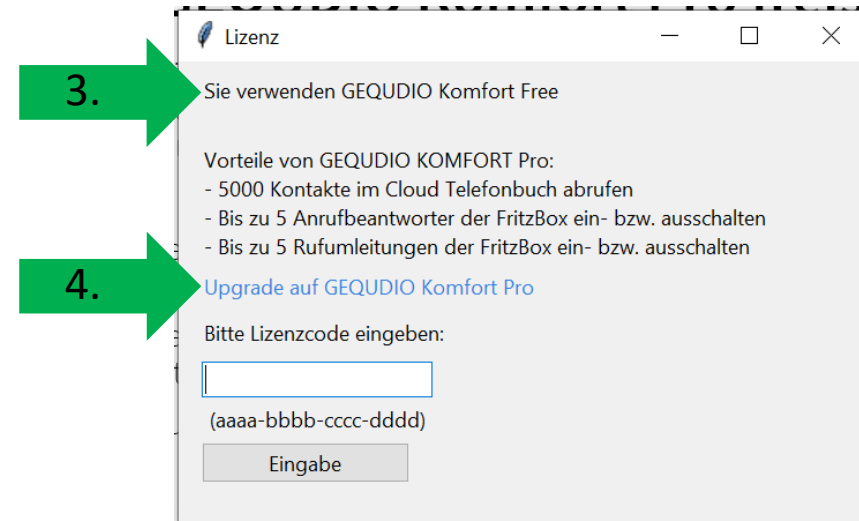 Lizenz
3.
Sie verwenden GEQUDIO Komfort Free
Vorteile von GEQUDIO KOMFORT Pro:
- 5000 Kontakte im Cloud Telefonbuch abrufen
- Bis zu 5 Anrufbeantworter der FritzBox ein- bzw. ausschalten
- Bis zu 5 Rufumleitungen der FritzBox ein- bzw. ausschalten
4.
Upgrade auf GEQUDIO Komfort Pro
Bitte Lizenzcode eingeben:
(aaaa-bbbb-cccc-dddd)
Eingabe